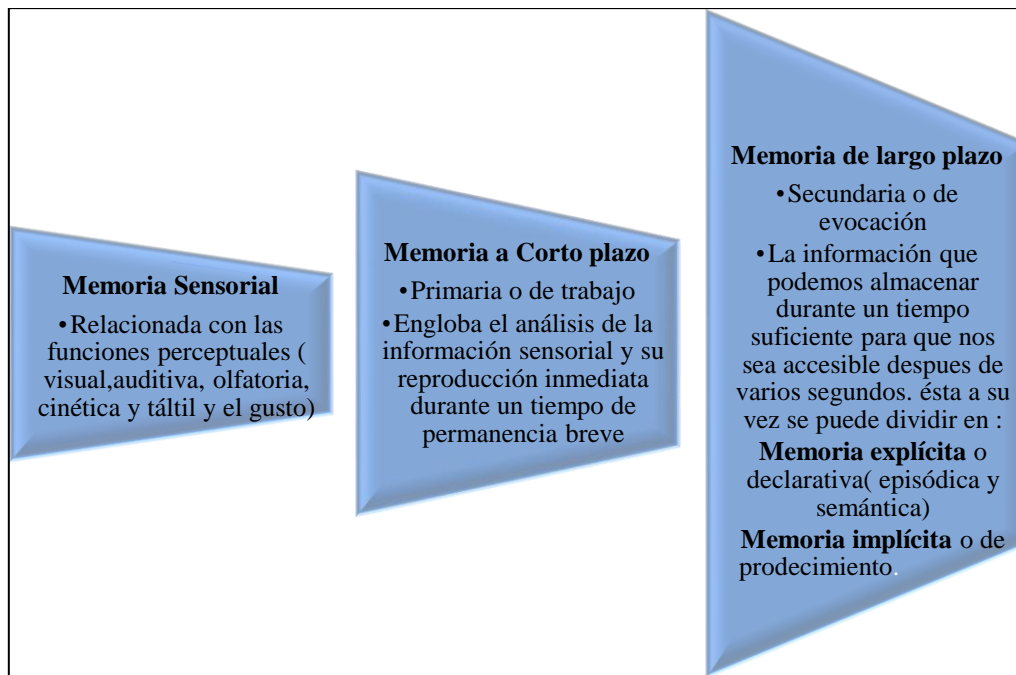 Memoria Sensorial
•Relacionada con las
funciones perceptuales (
visual,auditiva, olfatoria,
cinética y táltil y el gusto)
Memoria a Corto plazo
•Primaria o de trabajo
•Engloba el análisis de la
información sensorial y su
reproducción inmediata
durante un tiempo de
permanencia breve
Memoria de largo plazo
•Secundaria o de
evocación
•La información que
podemos almacenar
durante un tiempo
suficiente para que nos
sea accesible despues de
varios segundos. ésta a su
vez se puede dividir en :
Memoria explícita o
declarativa( episódica y
semántica)
Memoria implícita o de
prodecimiento.